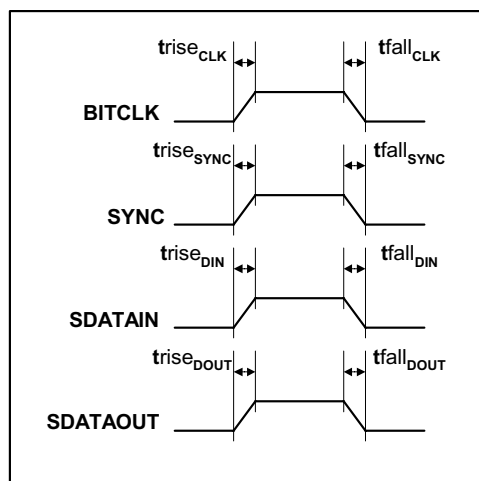 triseCLK tfallCLK
BITCLK
triseSYNC tfallSYNC
SYNC
triseDIN tfallDIN
SDATAIN
triseDOUT tfallDOUT
SDATAOUT